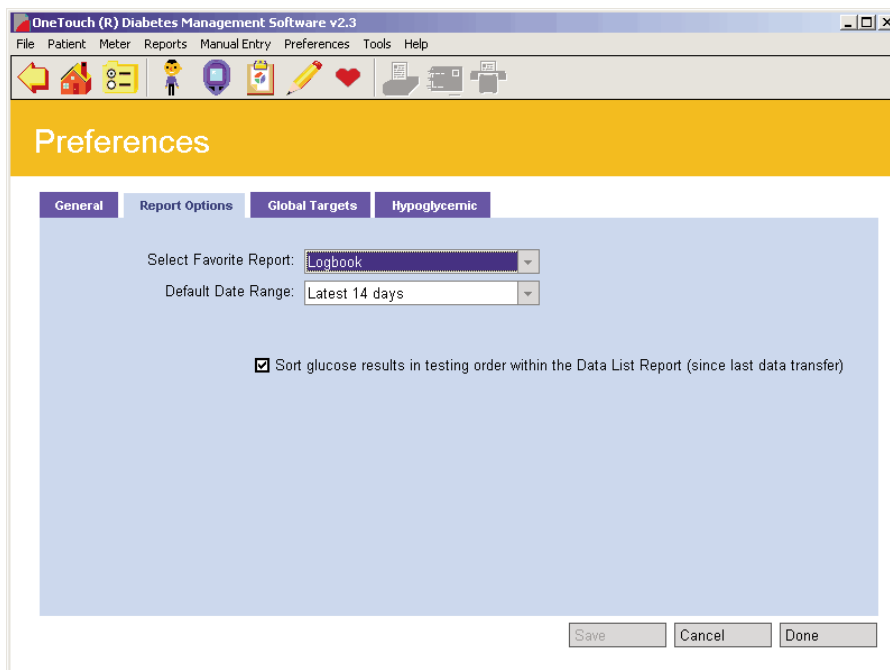 OneTouch (R) Diabetes Management Software v2.3
File Patient Meter Reports Manual Entry Preferences Tools Help
Preferences
General Report Options Global Targets Hypoglycemic
Select Favorite Report: Logbook
Default Date Range: Latest 14 days
Sort glucose results in testing order within the Data List Report (since last data transfer)
Save Cancel Done